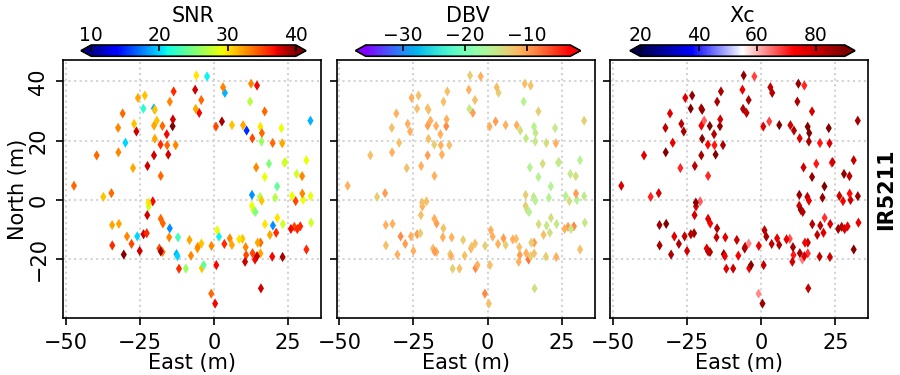 SNR DBV Xc
10 20 30 40 −30 −20 −10 20 40 60 80
40
20
0
−20
North (m)
IR5211
−50 −25 0 25 −50 −25 0 25 −50 −25 0 25
East (m) East (m) East (m)